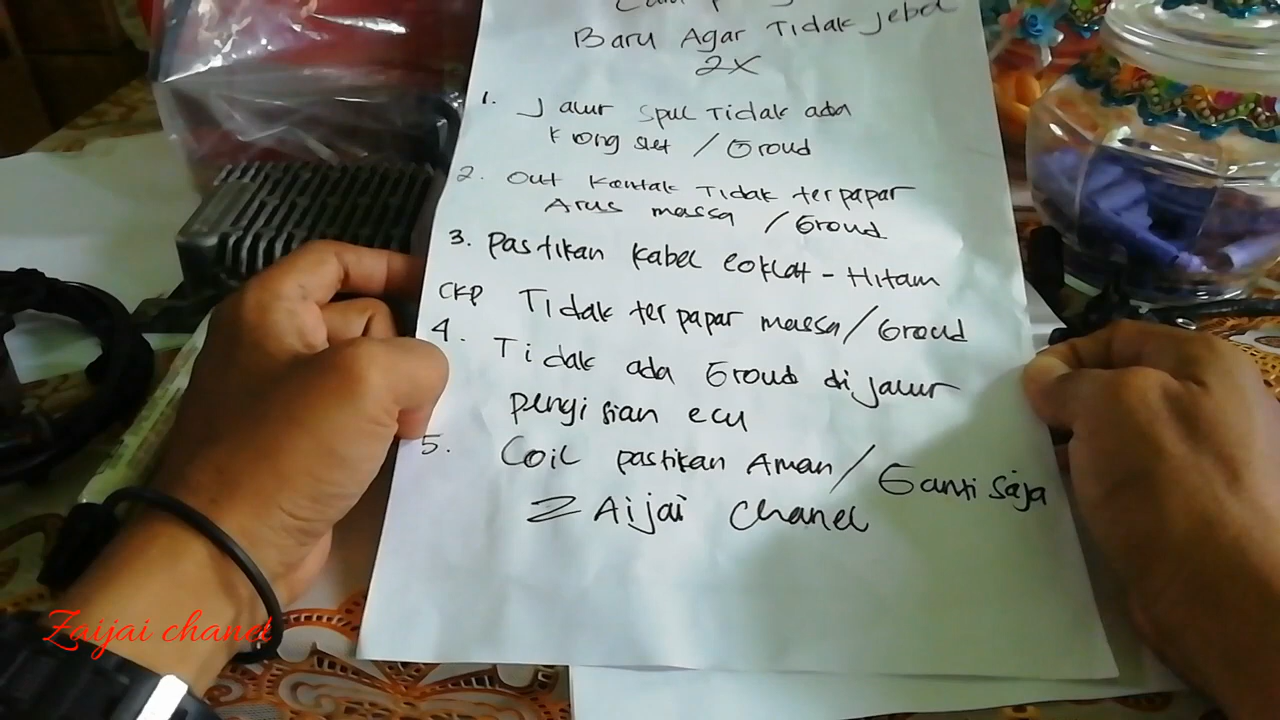 Baru Agar Tidak jebol
2X
1. Jalur Spul Tidak ada
Kongslet / Groud
2. Out Kontak Tidak terpapar
Arus massa / Groud
3. Pastikan Kabel Coklat - Hitam
CKP Tidak terpapar massa / Groud
4. Tidak ada Groud di jalur
pengisian ecu
5. Coil pastikan Aman / Ganti saja
ZAijai Chanel
Zaijai chanel